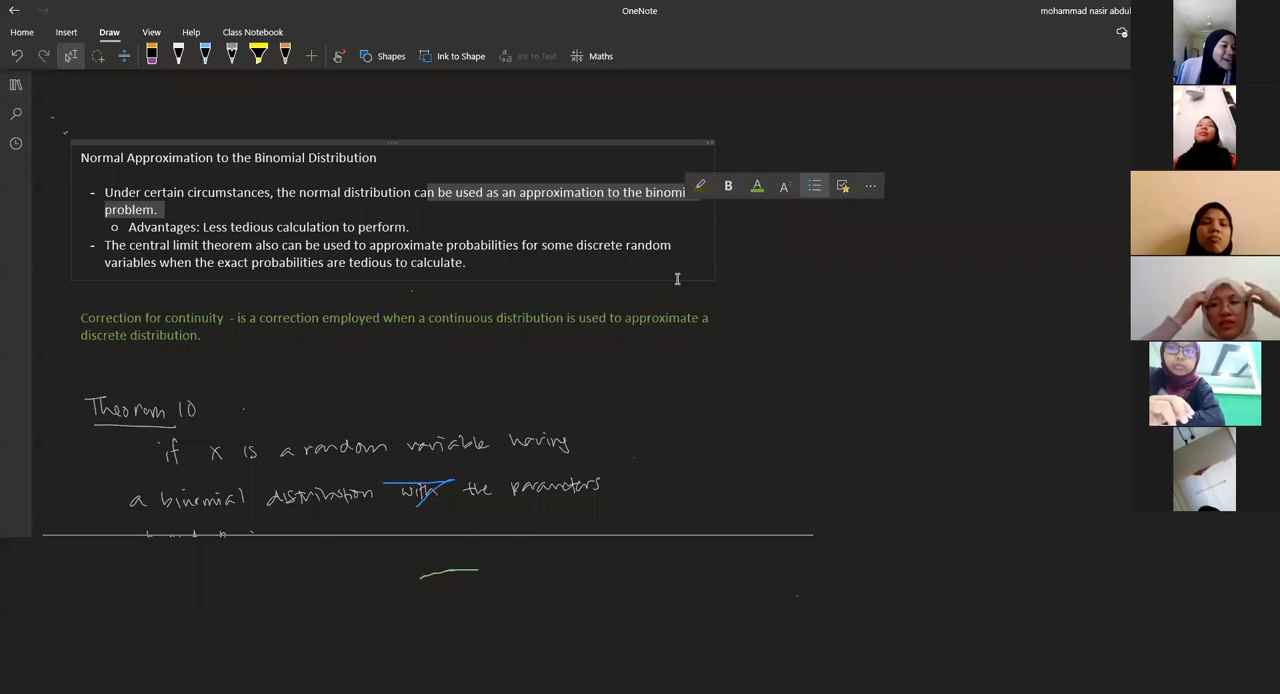 OneNote
mohammad nasir abdul
Home Insert Draw View Help Class Notebook
Shapes Ink to Shape Ink to Text Maths
Normal Approximation to the Binomial Distribution
- Under certain circumstances, the normal distribution can be used as an approximation to the binomi
problem.
o Advantages: Less tedious calculation to perform.
- The central limit theorem also can be used to approximate probabilities for some discrete random
variables when the exact probabilities are tedious to calculate.
B A A
Correction for continuity - is a correction employed when a continuous distribution is used to approximate a
discrete distribution.
Theorem 10
if x is a random variable having
a binomial distribution with the parameters